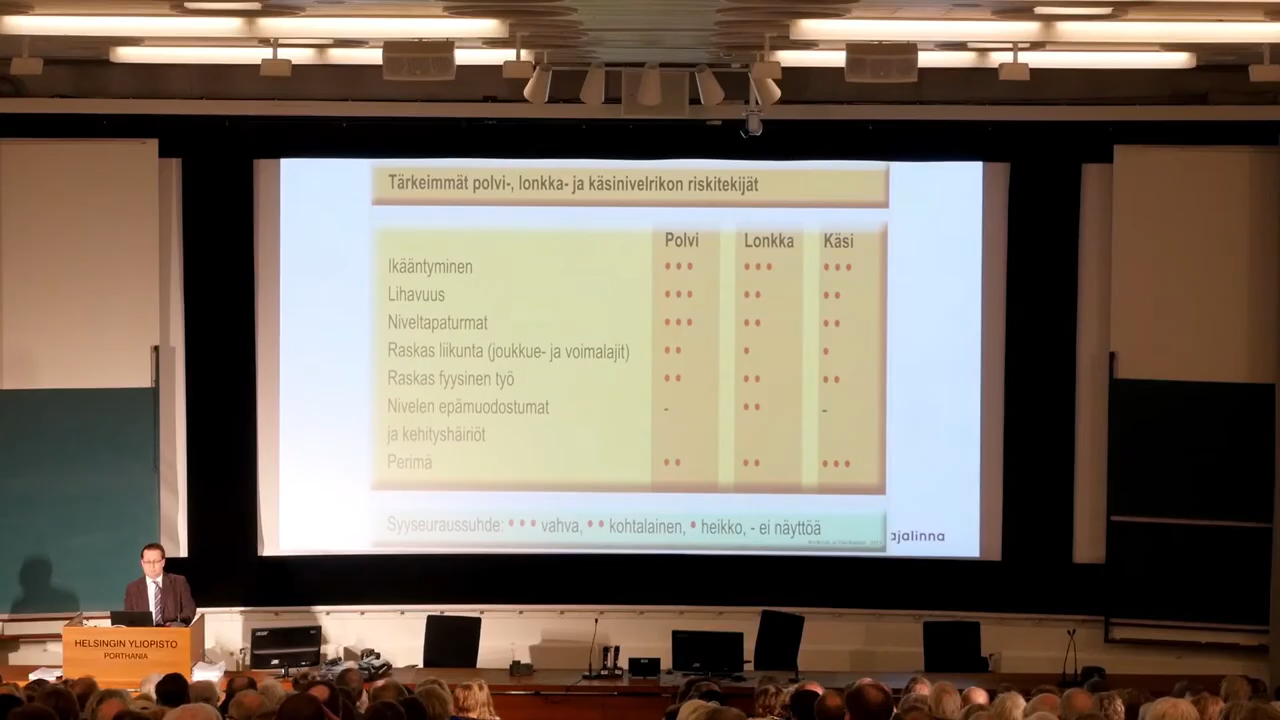 Tärkeimmät polvi-, lonkka- ja käsinivelrikon riskitekijät
Polvi Lonkka Käsi
Ikääntyminen ••• ••• •••
Lihavuus ••• •• ••
Niveltapaturmat ••• •• ••
Raskas liikunta (joukkue- ja voimalajit) •• • •
Raskas fyysinen työ •• •• ••
Nivelen epämuodostumat - •• -
ja kehityshäiriöt
Perimä •• •• •••
Syyseuraussuhde: ••• vahva, •• kohtalainen, • heikko, - ei näyttöä
ajalinna
HELSINGIN YLIOPISTO
PORTHANIA